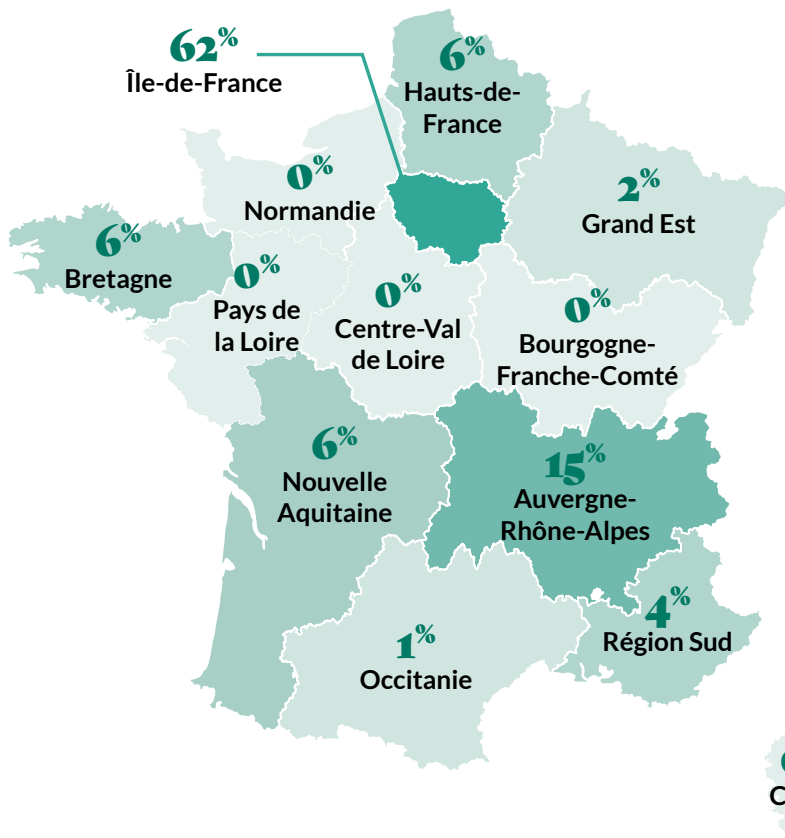 62%
Île-de-France
6%
Hauts-de-
France
0%
Normandie
2%
Grand Est
6%
Bretagne
0%
Pays de
la Loire
0%
Centre-Val
de Loire
0%
Bourgogne-
Franche-Comté
6%
Nouvelle
Aquitaine
15%
Auvergne-
Rhône-Alpes
4%
Région Sud
1%
Occitanie